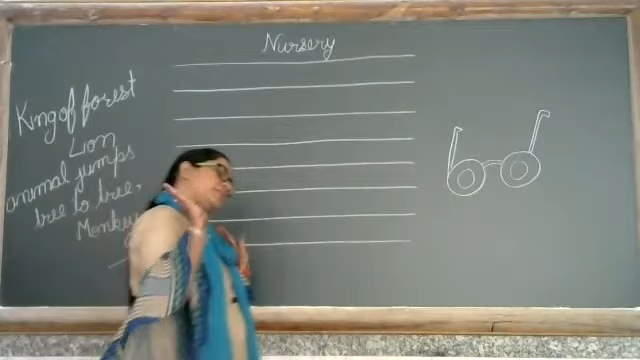 Nursery
King of forest
Lion
animal jumps
tree to tree,
Monkey